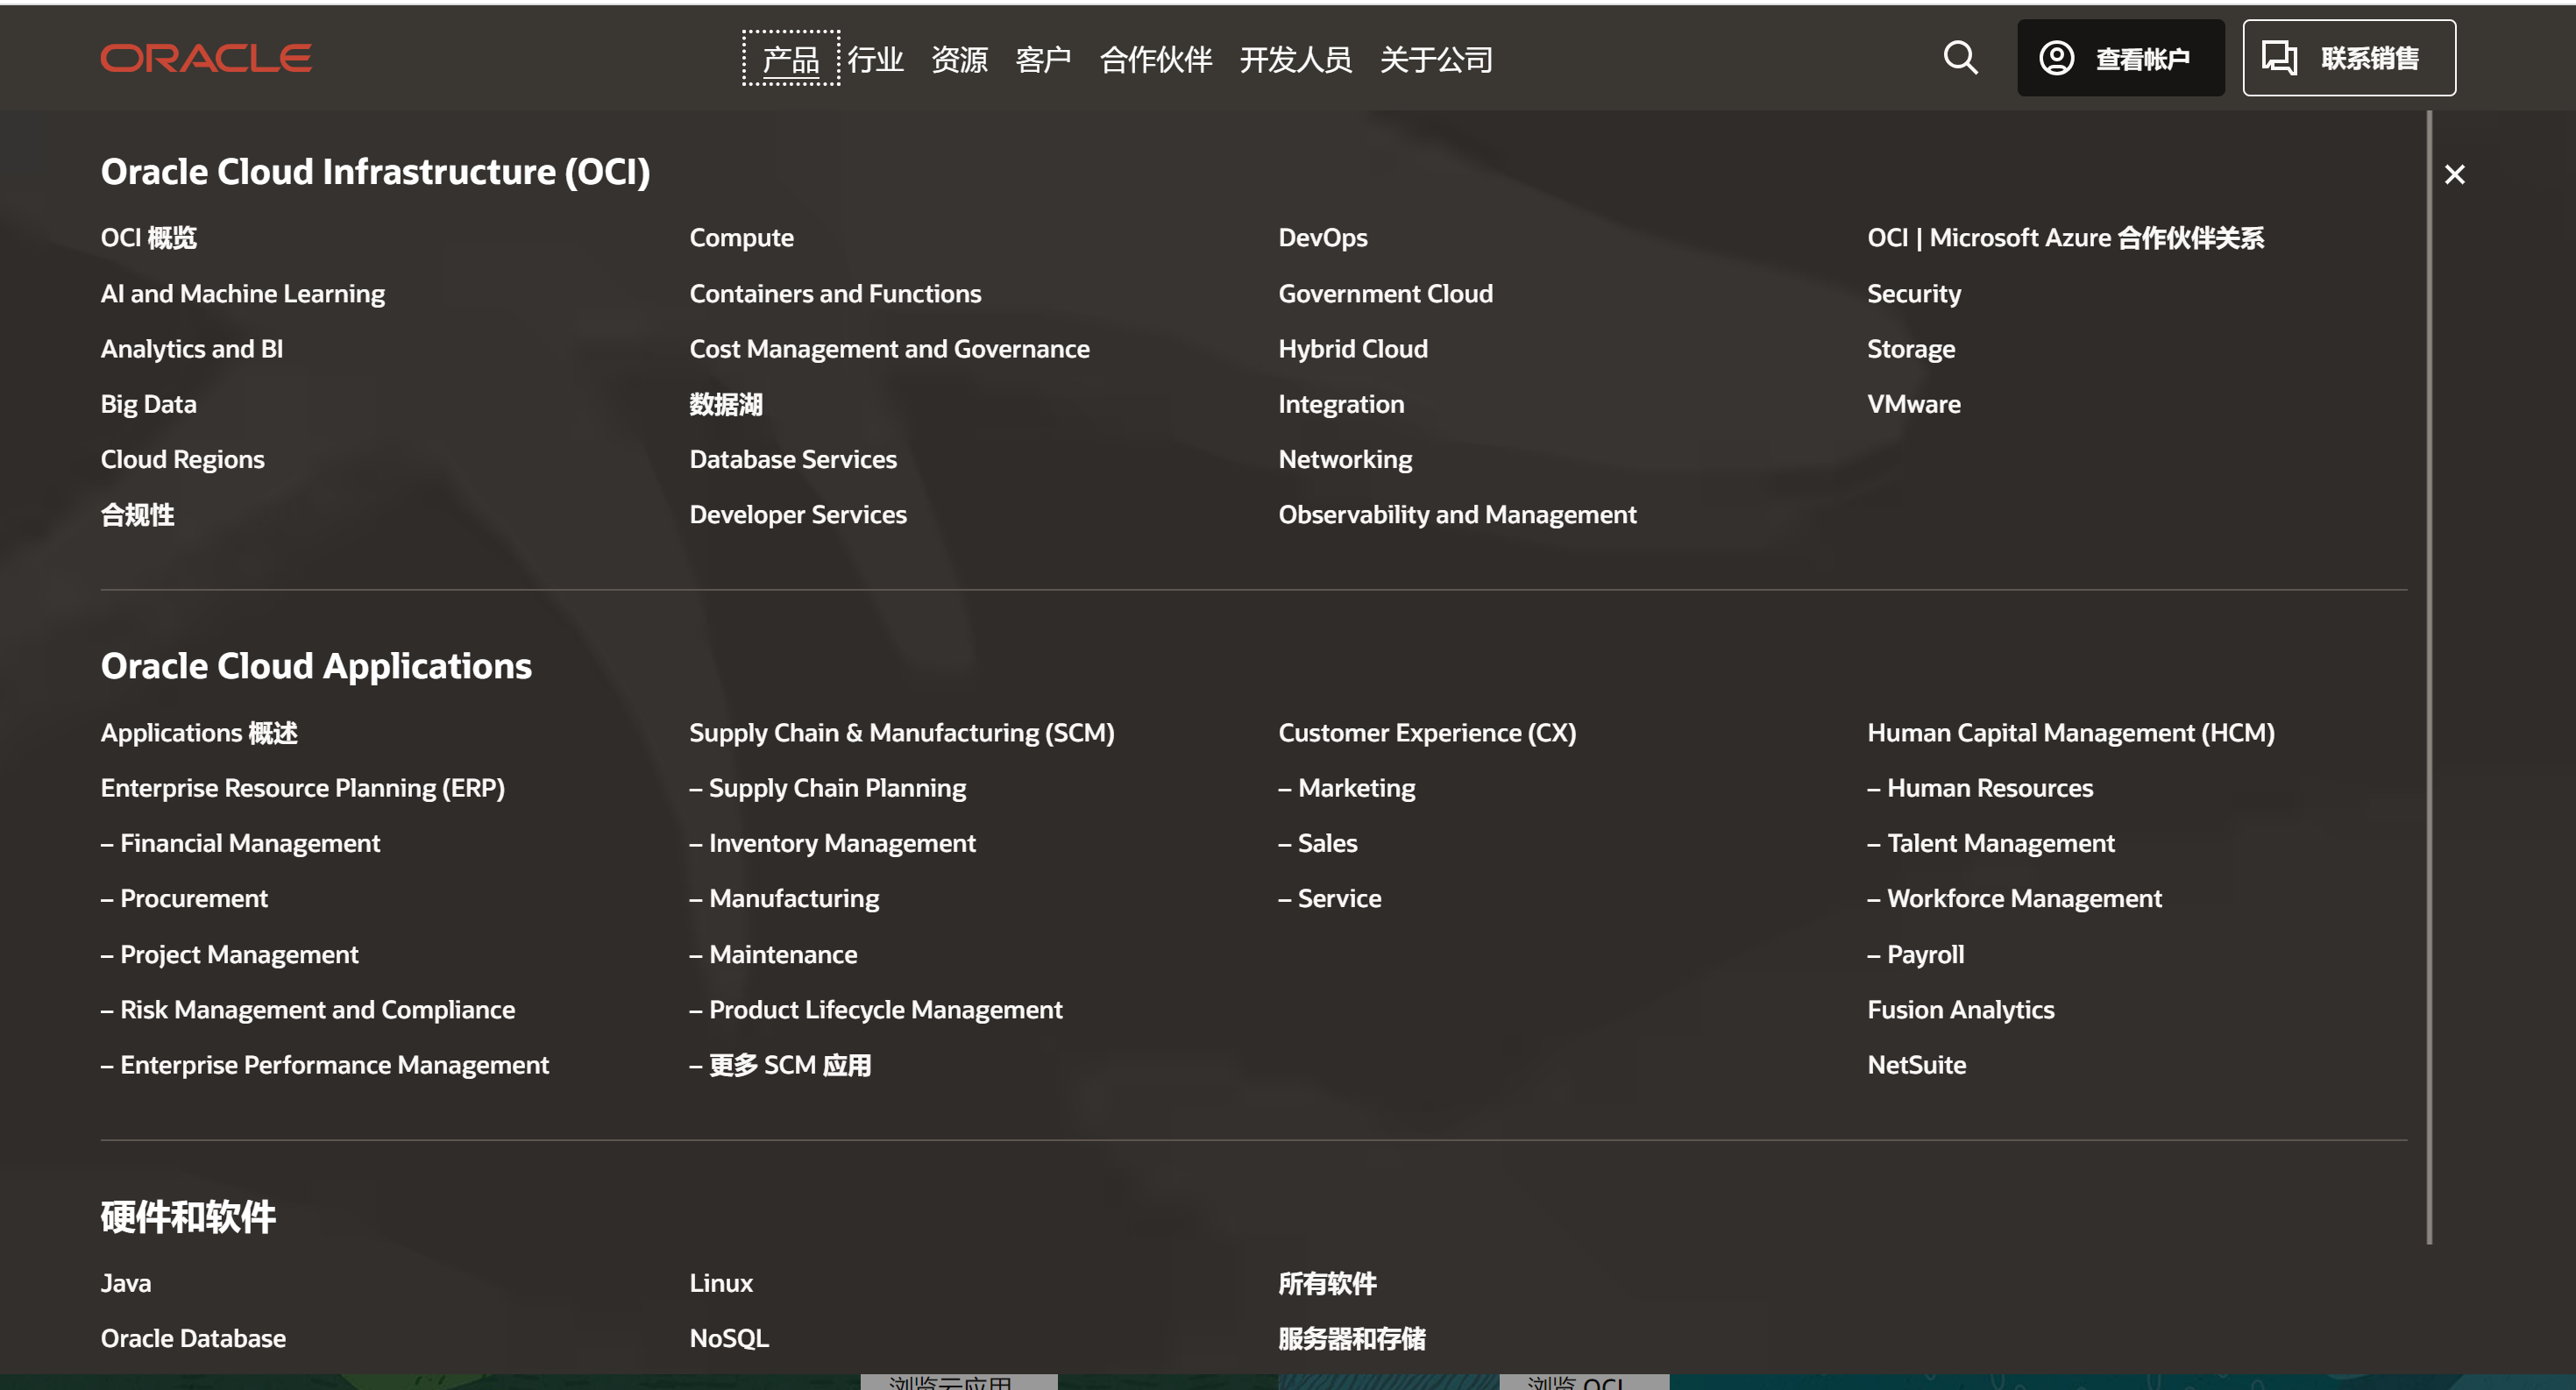 ORACLE
产品 行业 资源 客户 合作伙伴 开发人员 关于公司
查看帐户
联系销售
Oracle Cloud Infrastructure (OCI)
OCI 概览
AI and Machine Learning
Analytics and BI
Big Data
Cloud Regions
合规性
Compute
Containers and Functions
Cost Management and Governance
数据湖
Database Services
Developer Services
DevOps
Government Cloud
Hybrid Cloud
Integration
Networking
Observability and Management
OCI | Microsoft Azure 合作伙伴关系
Security
Storage
VMware
Oracle Cloud Applications
Applications 概述
Enterprise Resource Planning (ERP)
– Financial Management
– Procurement
– Project Management
– Risk Management and Compliance
– Enterprise Performance Management
Supply Chain & Manufacturing (SCM)
– Supply Chain Planning
– Inventory Management
– Manufacturing
– Maintenance
– Product Lifecycle Management
– 更多 SCM 应用
Customer Experience (CX)
– Marketing
– Sales
– Service
Human Capital Management (HCM)
– Human Resources
– Talent Management
– Workforce Management
– Payroll
Fusion Analytics
NetSuite
硬件和软件
Java
Oracle Database
Linux
NoSQL
所有软件
服务器和存储
浏览云应用
浏览 OCI